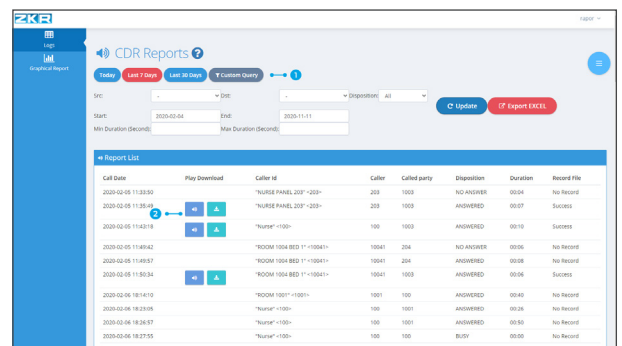 ZKR
rapor
Logs
Graphical Report
CDR Reports ?
Today Last 7 Days Last 30 Days Custom Query 1
Src: - Dst: - Disposition: All
Update Export EXCEL
Start: 2020-02-04 End: 2020-11-11
Min Duration (Second): Max Duration (Second):
Report List
Call Date Play Download Caller Id Caller Called party Disposition Duration Record File
2020-02-05 11:33:50 "NURSE PANEL 203" <203> 203 1003 NO ANSWER 00:04 No Record
2020-02-05 11:35:49 "NURSE PANEL 203" <203> 203 1003 ANSWERED 00:07 Success
2
2020-02-05 11:43:18 "Nurse" <100> 100 1003 ANSWERED 00:10 Success
2020-02-05 11:49:42 "ROOM 1004 BED 1" <10041> 10041 204 NO ANSWER 00:06 No Record
2020-02-05 11:49:57 "ROOM 1004 BED 1" <10041> 10041 204 ANSWERED 00:08 No Record
2020-02-05 11:50:34 "ROOM 1004 BED 1" <10041> 10041 1003 ANSWERED 00:06 Success
2020-02-06 18:14:10 "ROOM 1001" <1001> 1001 100 ANSWERED 00:40 No Record
2020-02-06 18:23:05 "Nurse" <100> 100 1001 ANSWERED 00:26 No Record
2020-02-06 18:26:57 "Nurse" <100> 100 1001 ANSWERED 00:50 No Record
2020-02-06 18:27:55 "Nurse" <100> 100 1001 BUSY 00:00 No Record